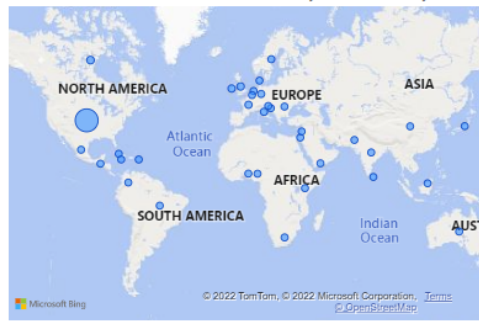 NORTH AMERICA
EUROPE
ASIA
Atlantic
Ocean
AFRICA
SOUTH AMERICA
Indian
Ocean
AUST
Microsoft Bing
© 2022 TomTom, © 2022 Microsoft Corporation, Terms
© OpenStreetMap